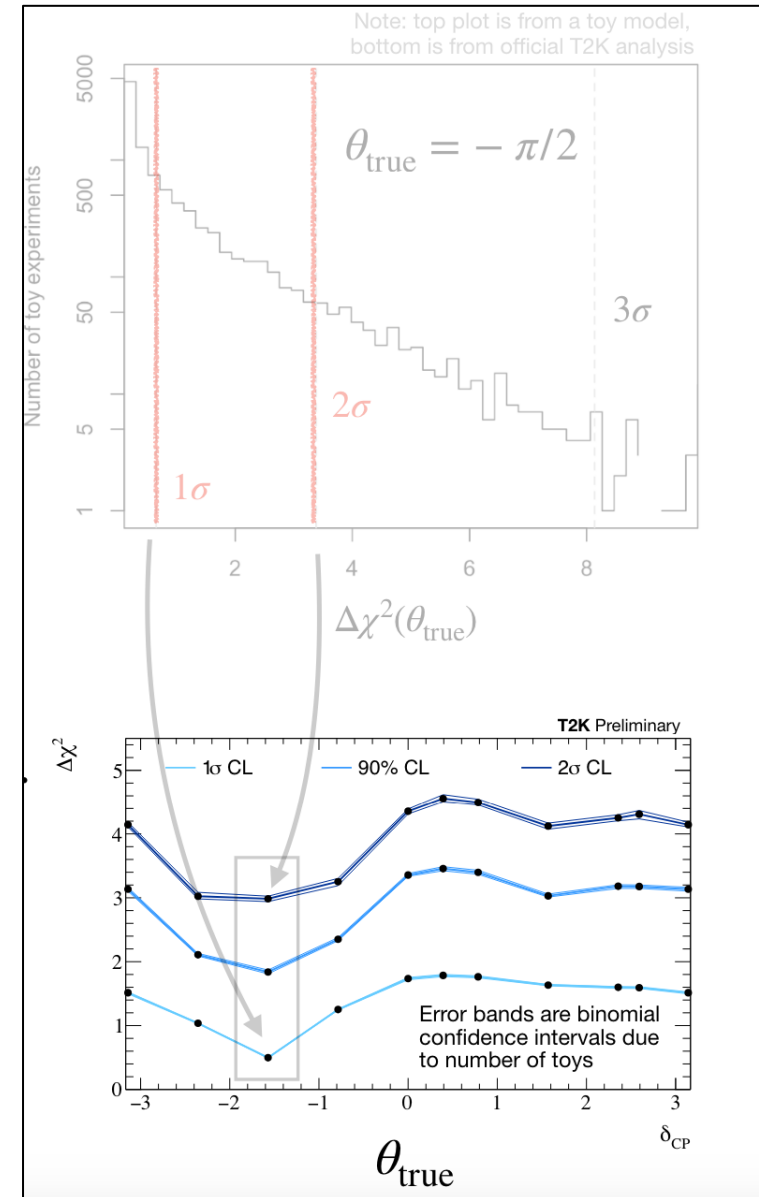 Note: top plot is from a toy model,
bottom is from official T2K analysis
Number of toy experiments
5000
500
50
5
1
θtrue = − π/2
3σ
2σ
1σ
2 4 6 8
Δχ²(θtrue)
T2K Preliminary
Δχ²
1σ CL 90% CL 2σ CL
5
4
3
2
1
0
Error bands are binomial
confidence intervals due
to number of toys
−3 −2 −1 0 1 2 3
δCP
θtrue